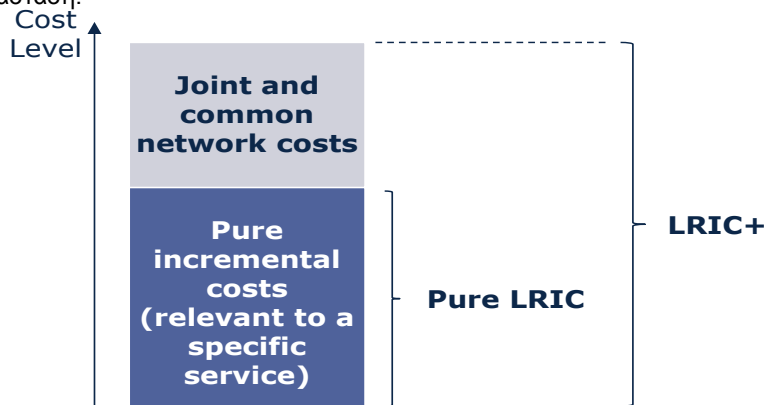 Cost
Level
Joint and
common
network costs
Pure
incremental
costs
(relevant to a
specific
service)
Pure LRIC
LRIC+